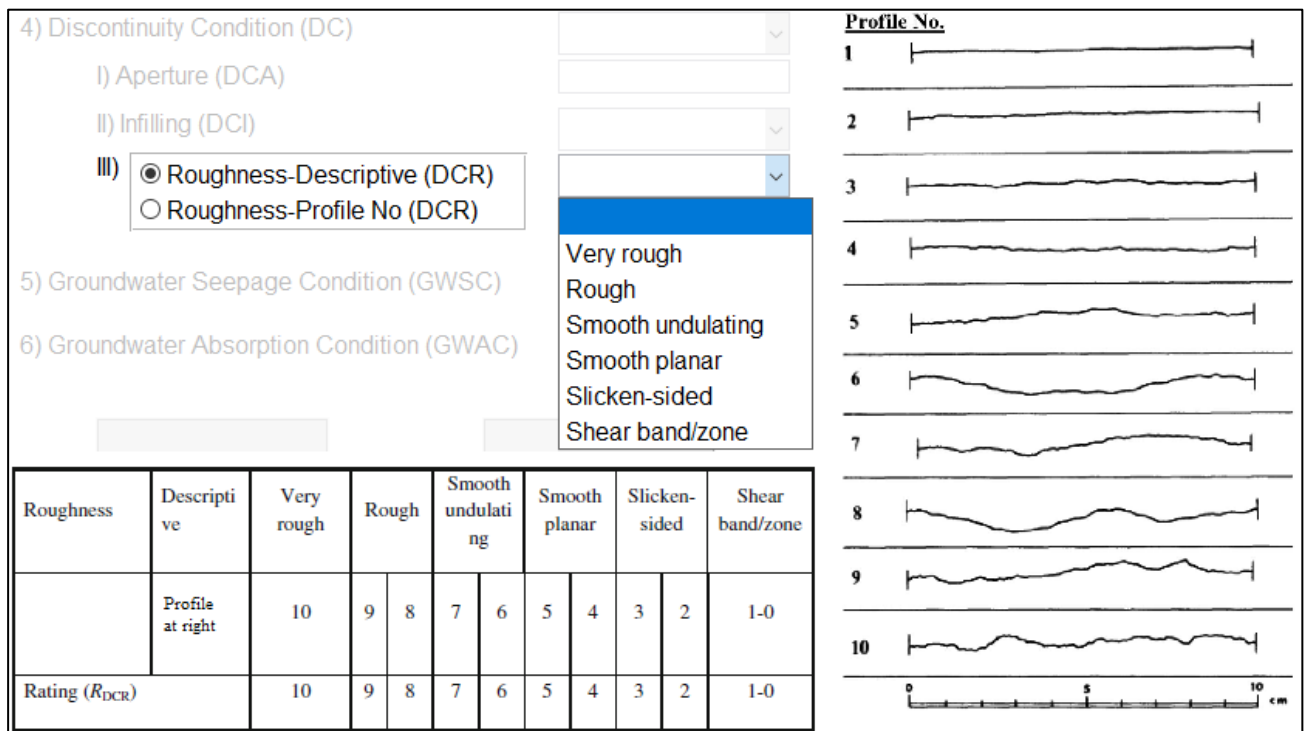 4) Discontinuity Condition (DC)
I) Aperture (DCA)
II) Infilling (DCI)
III)
Roughness-Descriptive (DCR)
Roughness-Profile No (DCR)
Very rough
Rough
Smooth undulating
Smooth planar
Slicken-sided
Shear band/zone
5) Groundwater Seepage Condition (GWSC)
6) Groundwater Absorption Condition (GWAC)
Roughness
Descripti
ve
Very
rough
Rough
Smooth
undulati
ng
Smooth
planar
Slicken-
sided
Shear
band/zone
Profile
at right
10 9 8 7 6 5 4 3 2 1-0
Rating (R_DCR) 10 9 8 7 6 5 4 3 2 1-0
Profile No.
1
2
3
4
5
6
7
8
9
10
0 5 10
cm